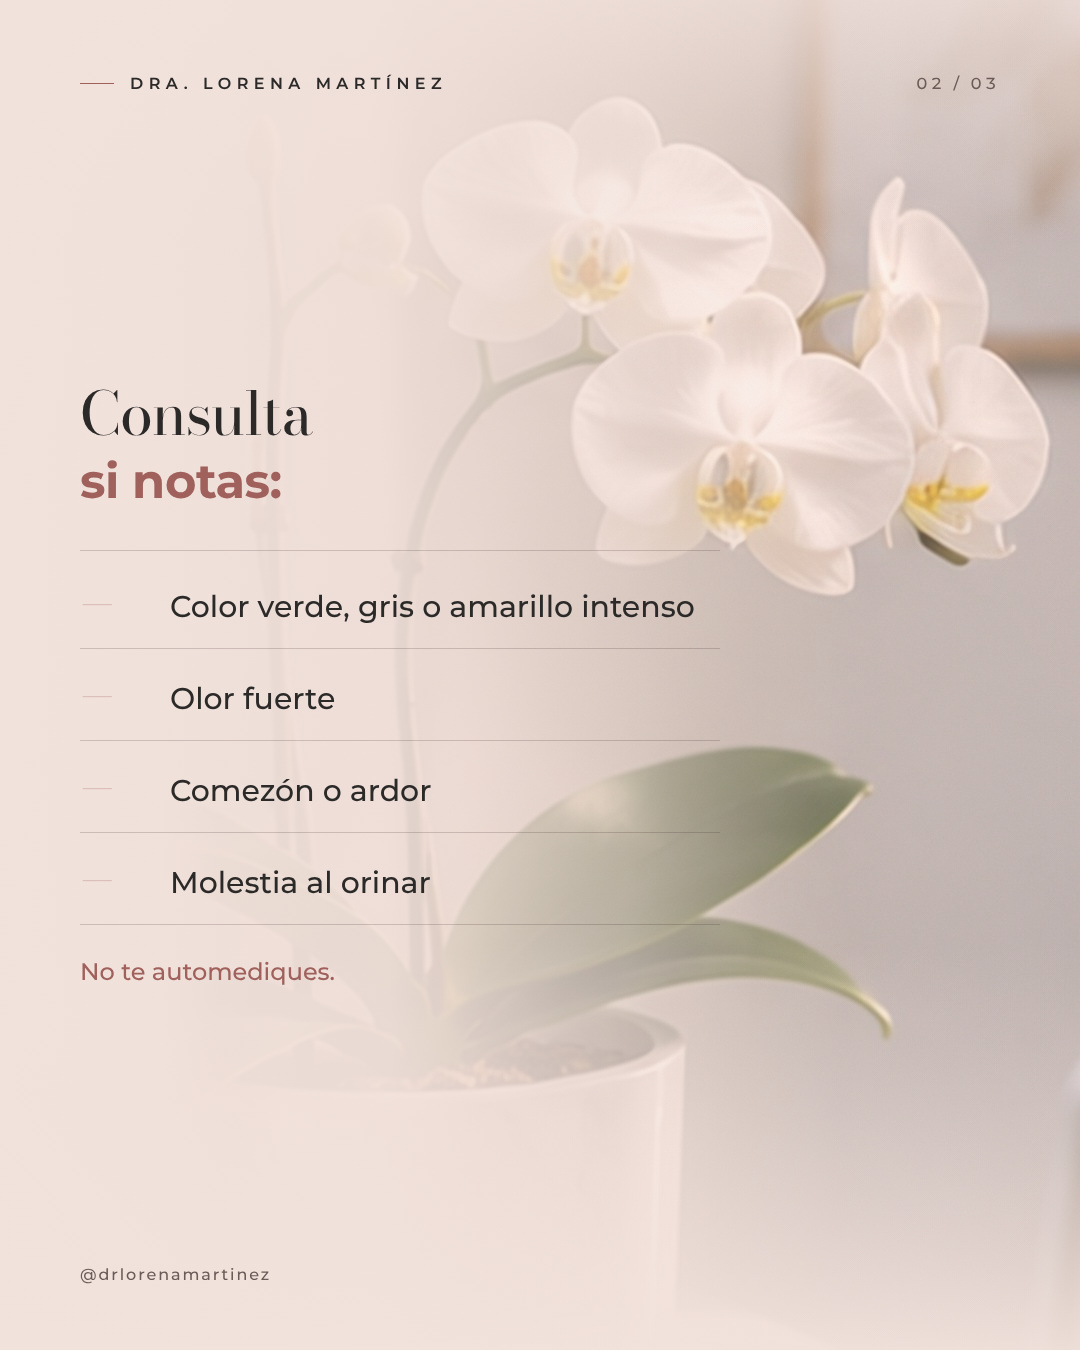 DRA. LORENA MARTÍNEZ
02 / 03
Consulta
si notas:
Color verde, gris o amarillo intenso
Olor fuerte
Comezón o ardor
Molestia al orinar
No te automediques.
@drlorenamartinez